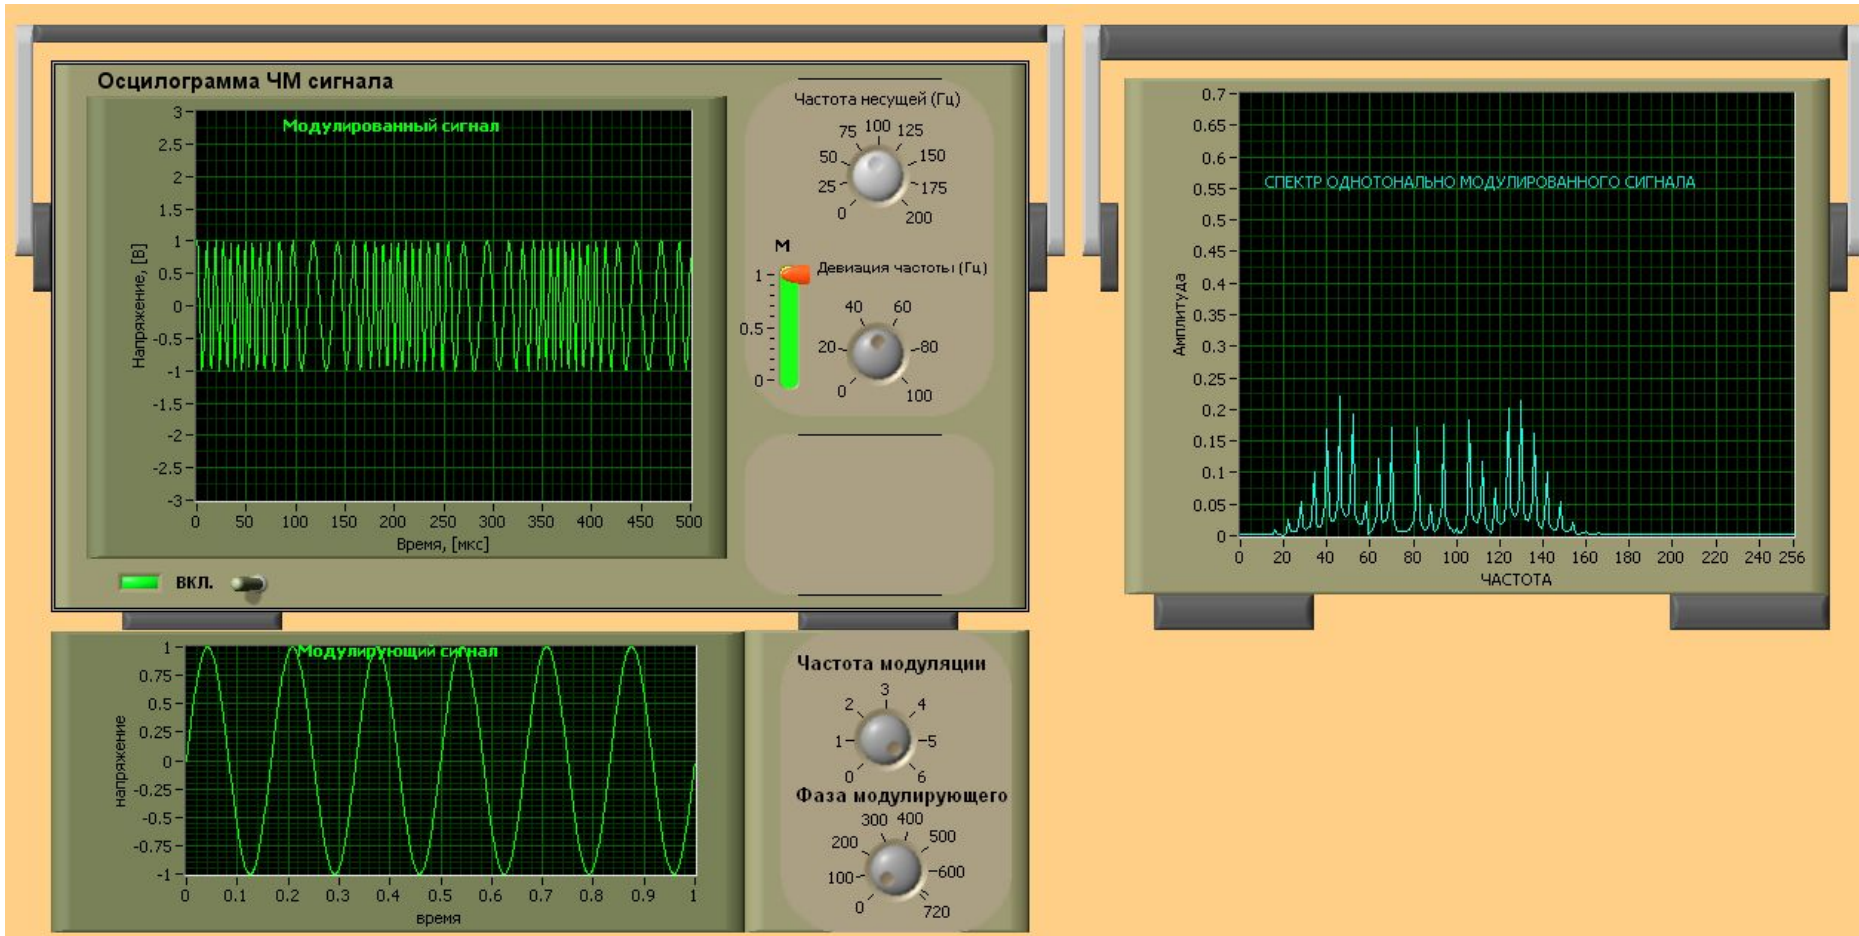 Осцилограмма ЧМ сигнала
Модулированный сигнал
3
2.5
2
1.5
1
0.5
0
-0.5
-1
-1.5
-2
-2.5
-3
Напряжение, [В]
0 50 100 150 200 250 300 350 400 450 500
Время, [мкс]
ВКЛ.
Частота несущей (Гц)
0 25 50 75 100 125 150 175 200
М
1
0.5
0
Девиация частоты (Гц)
0 20 40 60 80 100
Модулирующий сигнал
1
0.75
0.5
0.25
0
-0.25
-0.5
-0.75
-1
напряжение
0 0.1 0.2 0.3 0.4 0.5 0.6 0.7 0.8 0.9 1
время
Частота модуляции
0 1 2 3 4 5 6
Фаза модулирующего
0 100 200 300 400 500 600 720
СПЕКТР ОДНОТОНАЛЬНО МОДУЛИРОВАННОГО СИГНАЛА
0.7
0.65
0.6
0.55
0.5
0.45
0.4
0.35
0.3
0.25
0.2
0.15
0.1
0.05
0
Амплитуда
0 20 40 60 80 100 120 140 160 180 200 220 240 256
ЧАСТОТА